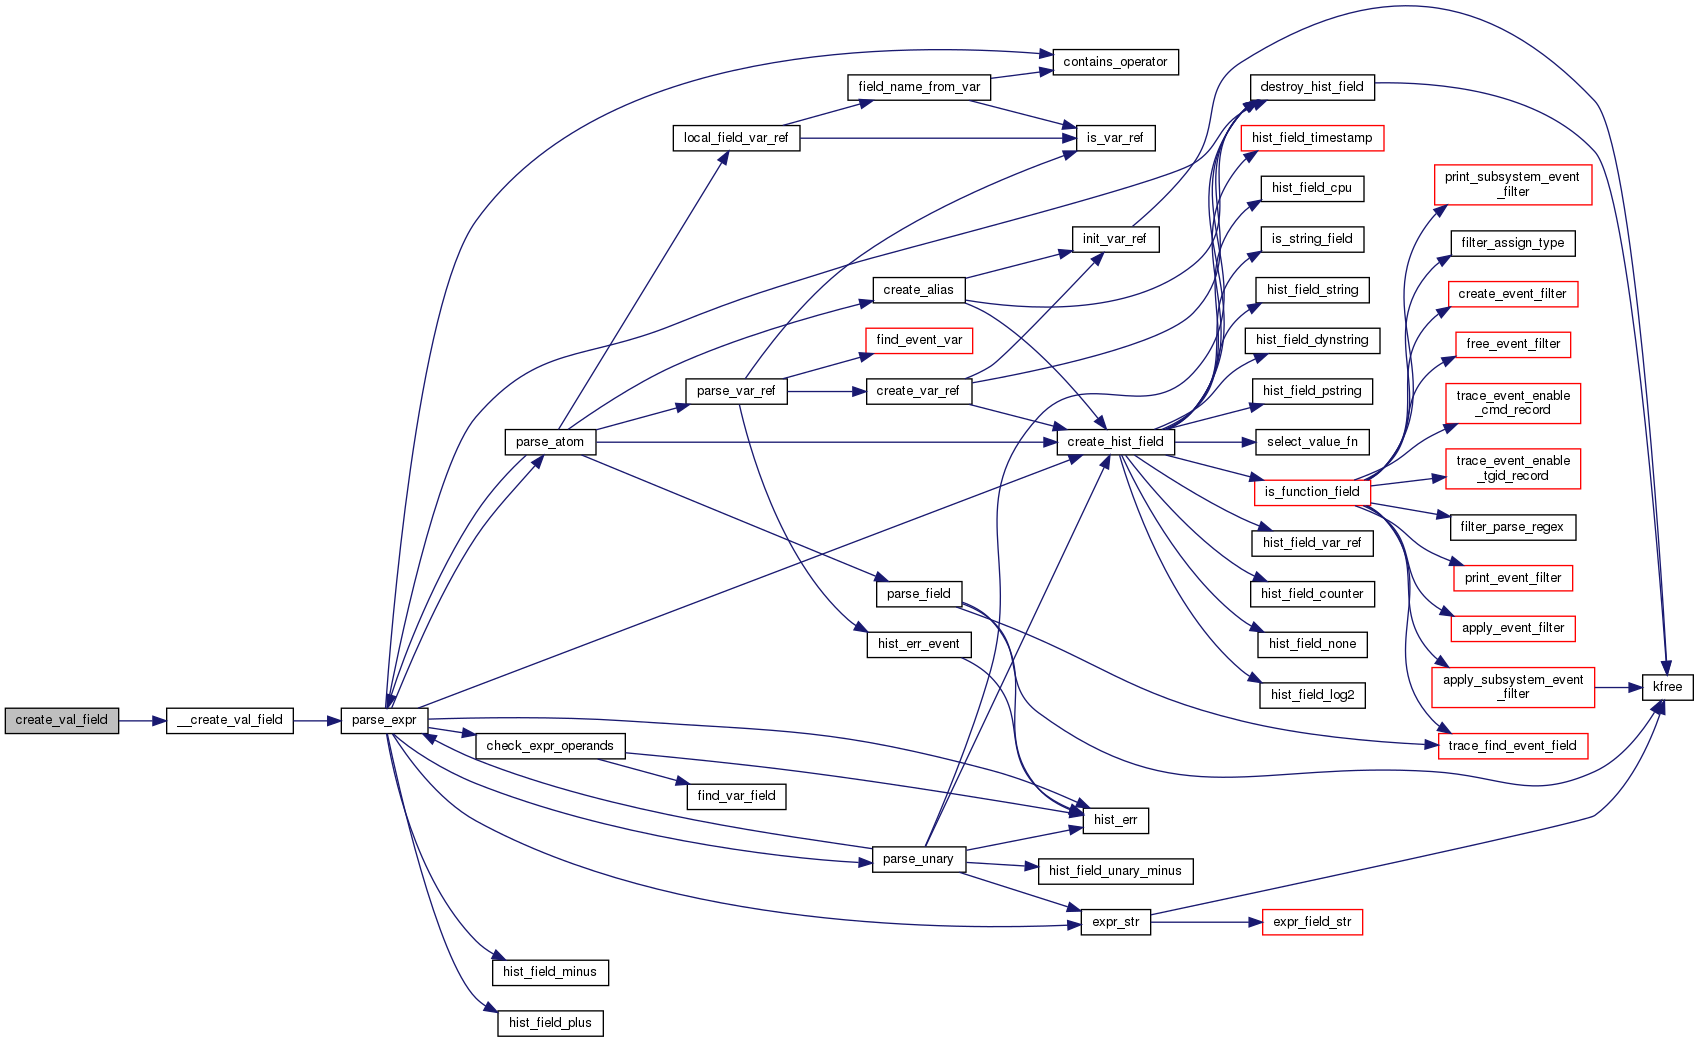 contains_operator
field_name_from_var
destroy_hist_field
local_field_var_ref
is_var_ref
hist_field_timestamp
print_subsystem_event
_filter
hist_field_cpu
init_var_ref
is_string_field
filter_assign_type
create_alias
hist_field_string
create_event_filter
find_event_var
hist_field_dynstring
free_event_filter
parse_var_ref
create_var_ref
hist_field_pstring
trace_event_enable
_cmd_record
parse_atom
create_hist_field
select_value_fn
trace_event_enable
_tgid_record
is_function_field
filter_parse_regex
hist_field_var_ref
print_event_filter
parse_field
hist_field_counter
apply_event_filter
hist_err_event
hist_field_none
apply_subsystem_event
_filter
kfree
hist_field_log2
create_val_field
__create_val_field
parse_expr
check_expr_operands
trace_find_event_field
find_var_field
hist_err
parse_unary
hist_field_unary_minus
expr_str
expr_field_str
hist_field_minus
hist_field_plus